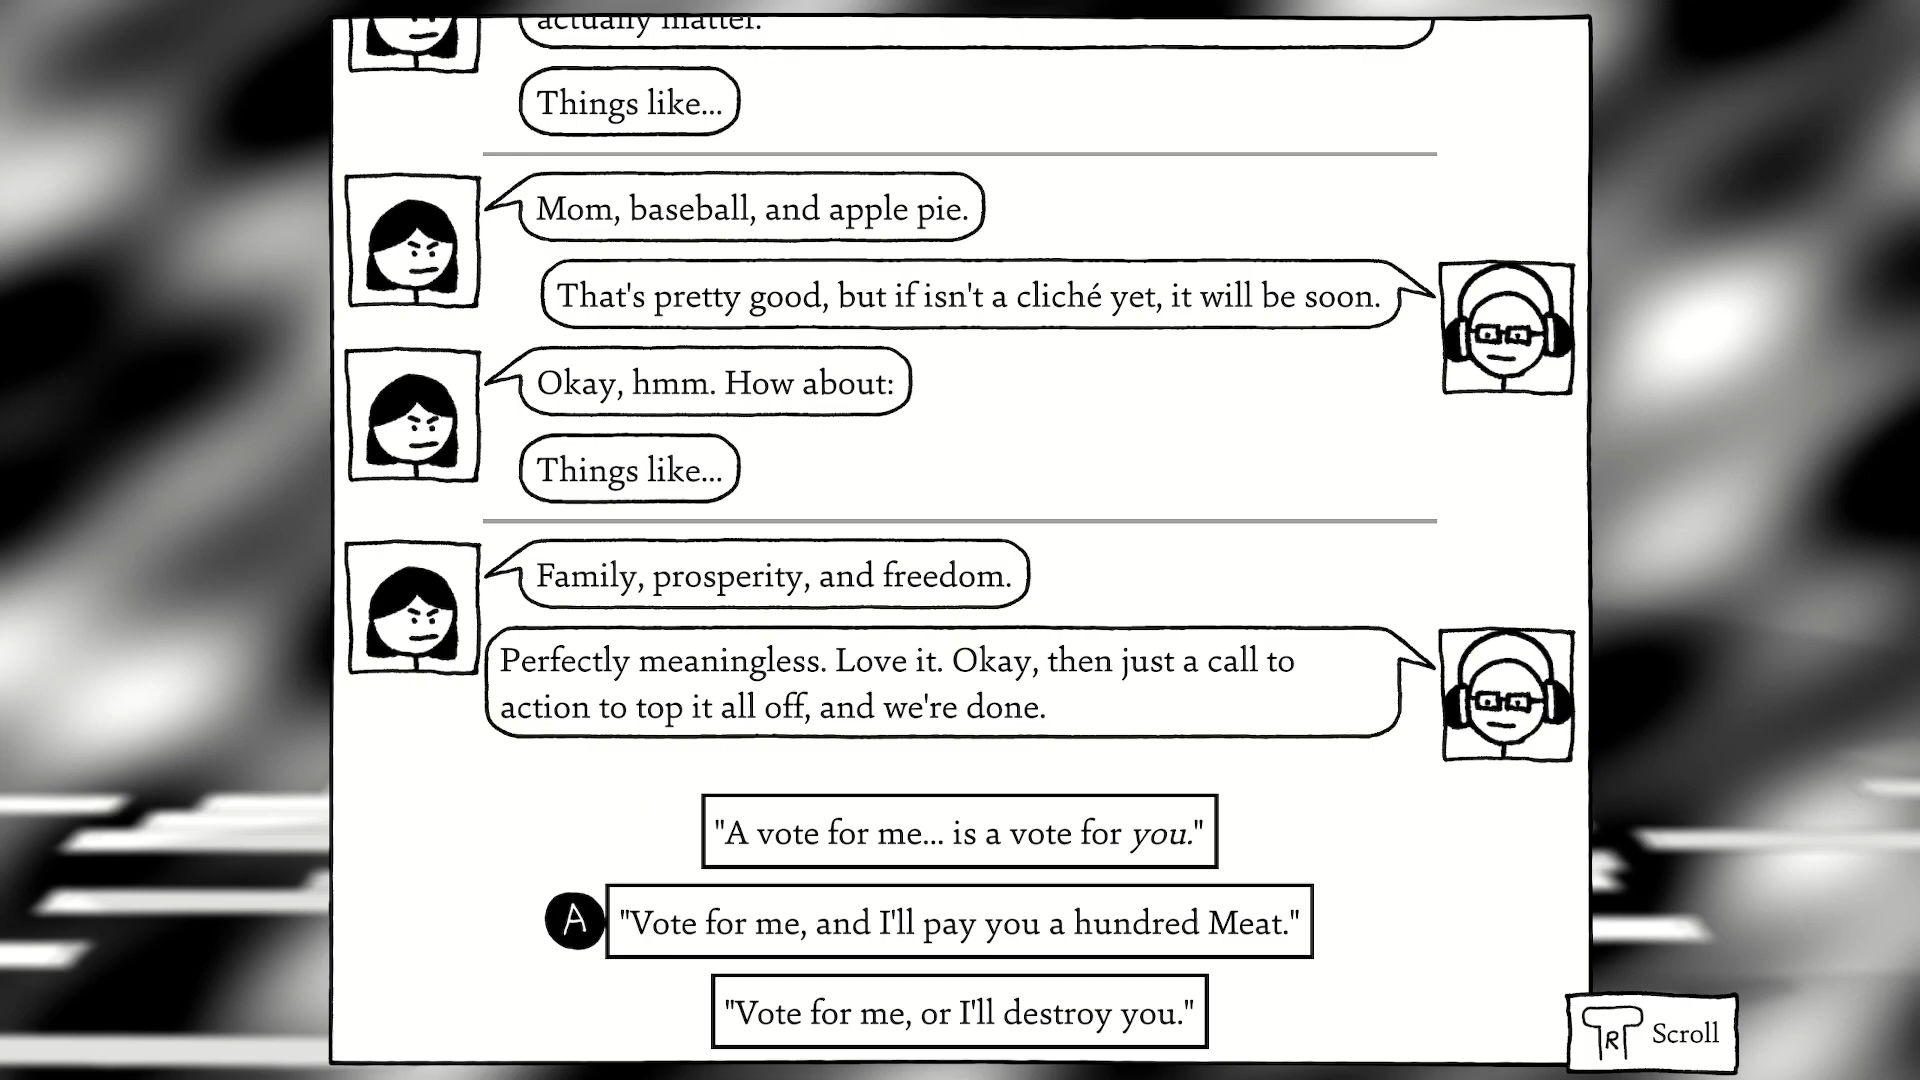 actually matter.
Things like...
Mom, baseball, and apple pie.
That's pretty good, but if isn't a cliché yet, it will be soon.
Okay, hmm. How about:
Things like...
Family, prosperity, and freedom.
Perfectly meaningless. Love it. Okay, then just a call to
action to top it all off, and we're done.
"A vote for me... is a vote for you."
A
"Vote for me, and I'll pay you a hundred Meat."
"Vote for me, or I'll destroy you."
R Scroll